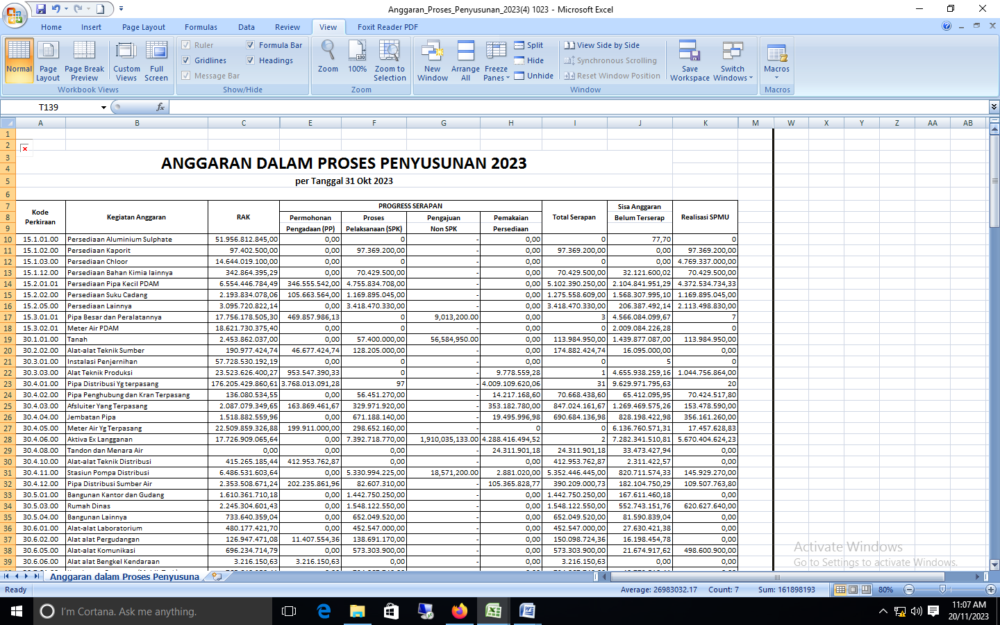 Anggaran_Proses_Penyusunan_2023(4) 1023 - Microsoft Excel
Home Insert Page Layout Formulas Data Review View Foxit Reader PDF
Normal Page Layout Page Break Preview Custom Views Full Screen
Workbook Views
Ruler Formula Bar
Gridlines Headings
Message Bar
Show/Hide
Zoom 100% Zoom to Selection
Zoom
New Window Arrange All Freeze Panes Split Hide Unhide
View Side by Side
Synchronous Scrolling
Reset Window Position
Save Workspace Switch Windows
Window
Macros
Macros
T139 fx
A B C E F G H I J K M W X Y Z AA AB
1
2
3
ANGGARAN DALAM PROSES PENYUSUNAN 2023
4
5 per Tanggal 31 Okt 2023
6
7 PROGRESS SERAPAN
8
9
Kode Perkiraan
Kegiatan Anggaran
RAK
Permohonan Pengadaan (PP)
Proses Pelaksanaan (SPK)
Pengajuan Non SPK
Pemakaian Persediaan
Total Serapan
Sisa Anggaran Belum Terserap
Realisasi SPMU
10 15.1.01.00 Persediaan Aluminium Sulphate 51.956.812.845,00 0,00 0 - 0,00 0 77,70 0
11 15.1.02.00 Persediaan Kaporit 97.402.500,00 0,00 97.369.200,00 - 0,00 97.369.200,00 0,00 97.369.200,00
12 15.1.03.00 Persediaan Chloor 14.644.019.100,00 0,00 0 - 0,00 0 0,00 4.769.337.000,00
13 15.1.12.00 Persediaan Bahan Kimia lainnya 342.864.395,29 0,00 70.429.500,00 - 0,00 70.429.500,00 32.121.600,02 70.429.500,00
14 15.2.01.01 Persediaan Pipa Kecil PDAM 6.554.446.784,49 346.555.542,00 4.755.834.708,00 - 0,00 5.102.390.250,00 2.104.841.951,29 4.372.534.734,33
15 15.2.02.00 Persediaan Suku Cadang 2.193.834.078,06 105.663.564,00 1.169.895.045,00 - 0,00 1.275.558.609,00 1.568.307.995,10 1.169.895.045,00
16 15.2.05.00 Persediaan Lainnya 3.095.720.822,14 0,00 3.418.470.330,00 - 0,00 3.418.470.330,00 206.387.492,14 2.113.498.830,00
17 15.3.01.01 Pipa Besar dan Peralatannya 17.756.178.505,30 469.857.986,13 0 9,013,200.00 0,00 3 4.566.084.099,67 7
18 15.3.02.01 Meter Air PDAM 18.621.730.375,40 0,00 0 - 0,00 0 2.009.084.226,28 0
19 30.1.01.00 Tanah 2.453.862.037,00 0,00 57.400.000,00 56,584,950.00 0,00 113.984.950,00 1.439.877.087,00 113.984.950,00
20 30.2.02.00 Alat-alat Teknik Sumber 190.977.424,74 46.677.424,74 128.205.000,00 - 0,00 174.882.424,74 16.095.000,00 0,00
21 30.3.01.00 Instalasi Penjernihan 57.728.530.192,19 0,00 0 - 0,00 0 5 0
22 30.3.03.00 Alat Teknik Produksi 23.523.626.400,27 953.547.390,33 0 - 9.778.559,28 1 4.655.938.259,16 1.044.756.864,00
23 30.4.01.00 Pipa Distribusi Yg terpasang 176.205.429.860,61 3.768.013.091,28 97 - 4.009.109.620,06 31 9.629.971.795,63 20
24 30.4.02.00 Pipa Penghubung dan Kran Terpasang 136.080.534,55 0,00 56.451.270,00 - 14.217.168,60 70.668.438,60 65.412.095,95 70.424.517,80
25 30.4.03.00 Afsluiter Yang Terpasang 2.087.079.349,65 163.869.461,67 329.971.920,00 - 353.182.780,00 847.024.161,67 1.269.469.575,26 153.478.590,00
26 30.4.04.00 Jembatan Pipa 1.518.882.559,96 0,00 671.188.140,00 - 19.495.996,98 690.684.136,98 828.198.422,98 356.161.260,00
27 30.4.05.00 Meter Air Yg Terpasang 22.509.859.326,88 199.911.000,00 298.652.160,00 - 0 0 6.136.760.571,31 17.457.628,83
28 30.4.06.00 Aktiva Ex Langganan 17.726.909.065,64 0,00 7.392.718.770,00 1,910,035,133.00 4.288.416.494,52 2 7.282.341.510,81 5.670.404.624,23
29 30.4.08.00 Tandon dan Menara Air 0,00 0,00 0,00 - 24.311.901,18 24.311.901,18 33.473.427,94 0,00
30 30.4.10.00 Alat-alat Teknik Distribusi 415.265.185,44 412.953.762,87 0,00 - 0,00 412.953.762,87 2.311.422,57 0,00
31 30.4.11.00 Stasiun Pompa Distribusi 6.486.531.603,64 0,00 5.330.994.225,00 18,571,200.00 2.881.020,00 5.352.446.445,00 820.711.574,33 145.929.270,00
32 30.4.12.00 Pipa Distribusi Sumber Air 2.353.508.671,24 202.235.861,96 82.607.310,00 - 105.365.828,77 390.209.000,73 182.104.750,29 109.507.763,80
33 30.5.01.00 Bangunan Kantor dan Gudang 1.610.361.710,18 0,00 1.442.750.250,00 - 0,00 1.442.750.250,00 167.611.460,18 0,00
34 30.5.03.00 Rumah Dinas 2.245.304.601,43 0,00 1.548.122.550,00 - 0,00 1.548.122.550,00 552.743.151,76 620.627.640,00
35 30.5.04.00 Bangunan Lainnya 733.640.359,04 0,00 652.049.520,00 - 0,00 652.049.520,00 81.590.839,04 0,00
36 30.6.01.00 Alat-alat Laboratorium 480.177.421,70 0,00 452.547.000,00 - 0,00 452.547.000,00 27.630.421,38 0,00
37 30.6.02.00 Alat alat Pergudangan 126.947.471,08 11.407.554,36 138.691.170,00 - 0,00 150.098.724,36 16.198.454,78 0,00
38 30.6.05.00 Alat-alat Komunikasi 696.234.714,79 0,00 573.303.900,00 - 0,00 573.303.900,00 21.674.917,62 498.600.900,00
39 30.6.06.00 Alat alat Bengkel Kendaraan 3.216.150,63 3.216.150,63 0,00 - 0,00 3.216.150,63 0,00 0,00
Activate Windows
Go to Settings to activate Windows.
Anggaran dalam Proses Penyusuna
Ready Average: 26983032.17 Count: 7 Sum: 161898193 80%
I'm Cortana. Ask me anything.
11:07 AM
20/11/2023